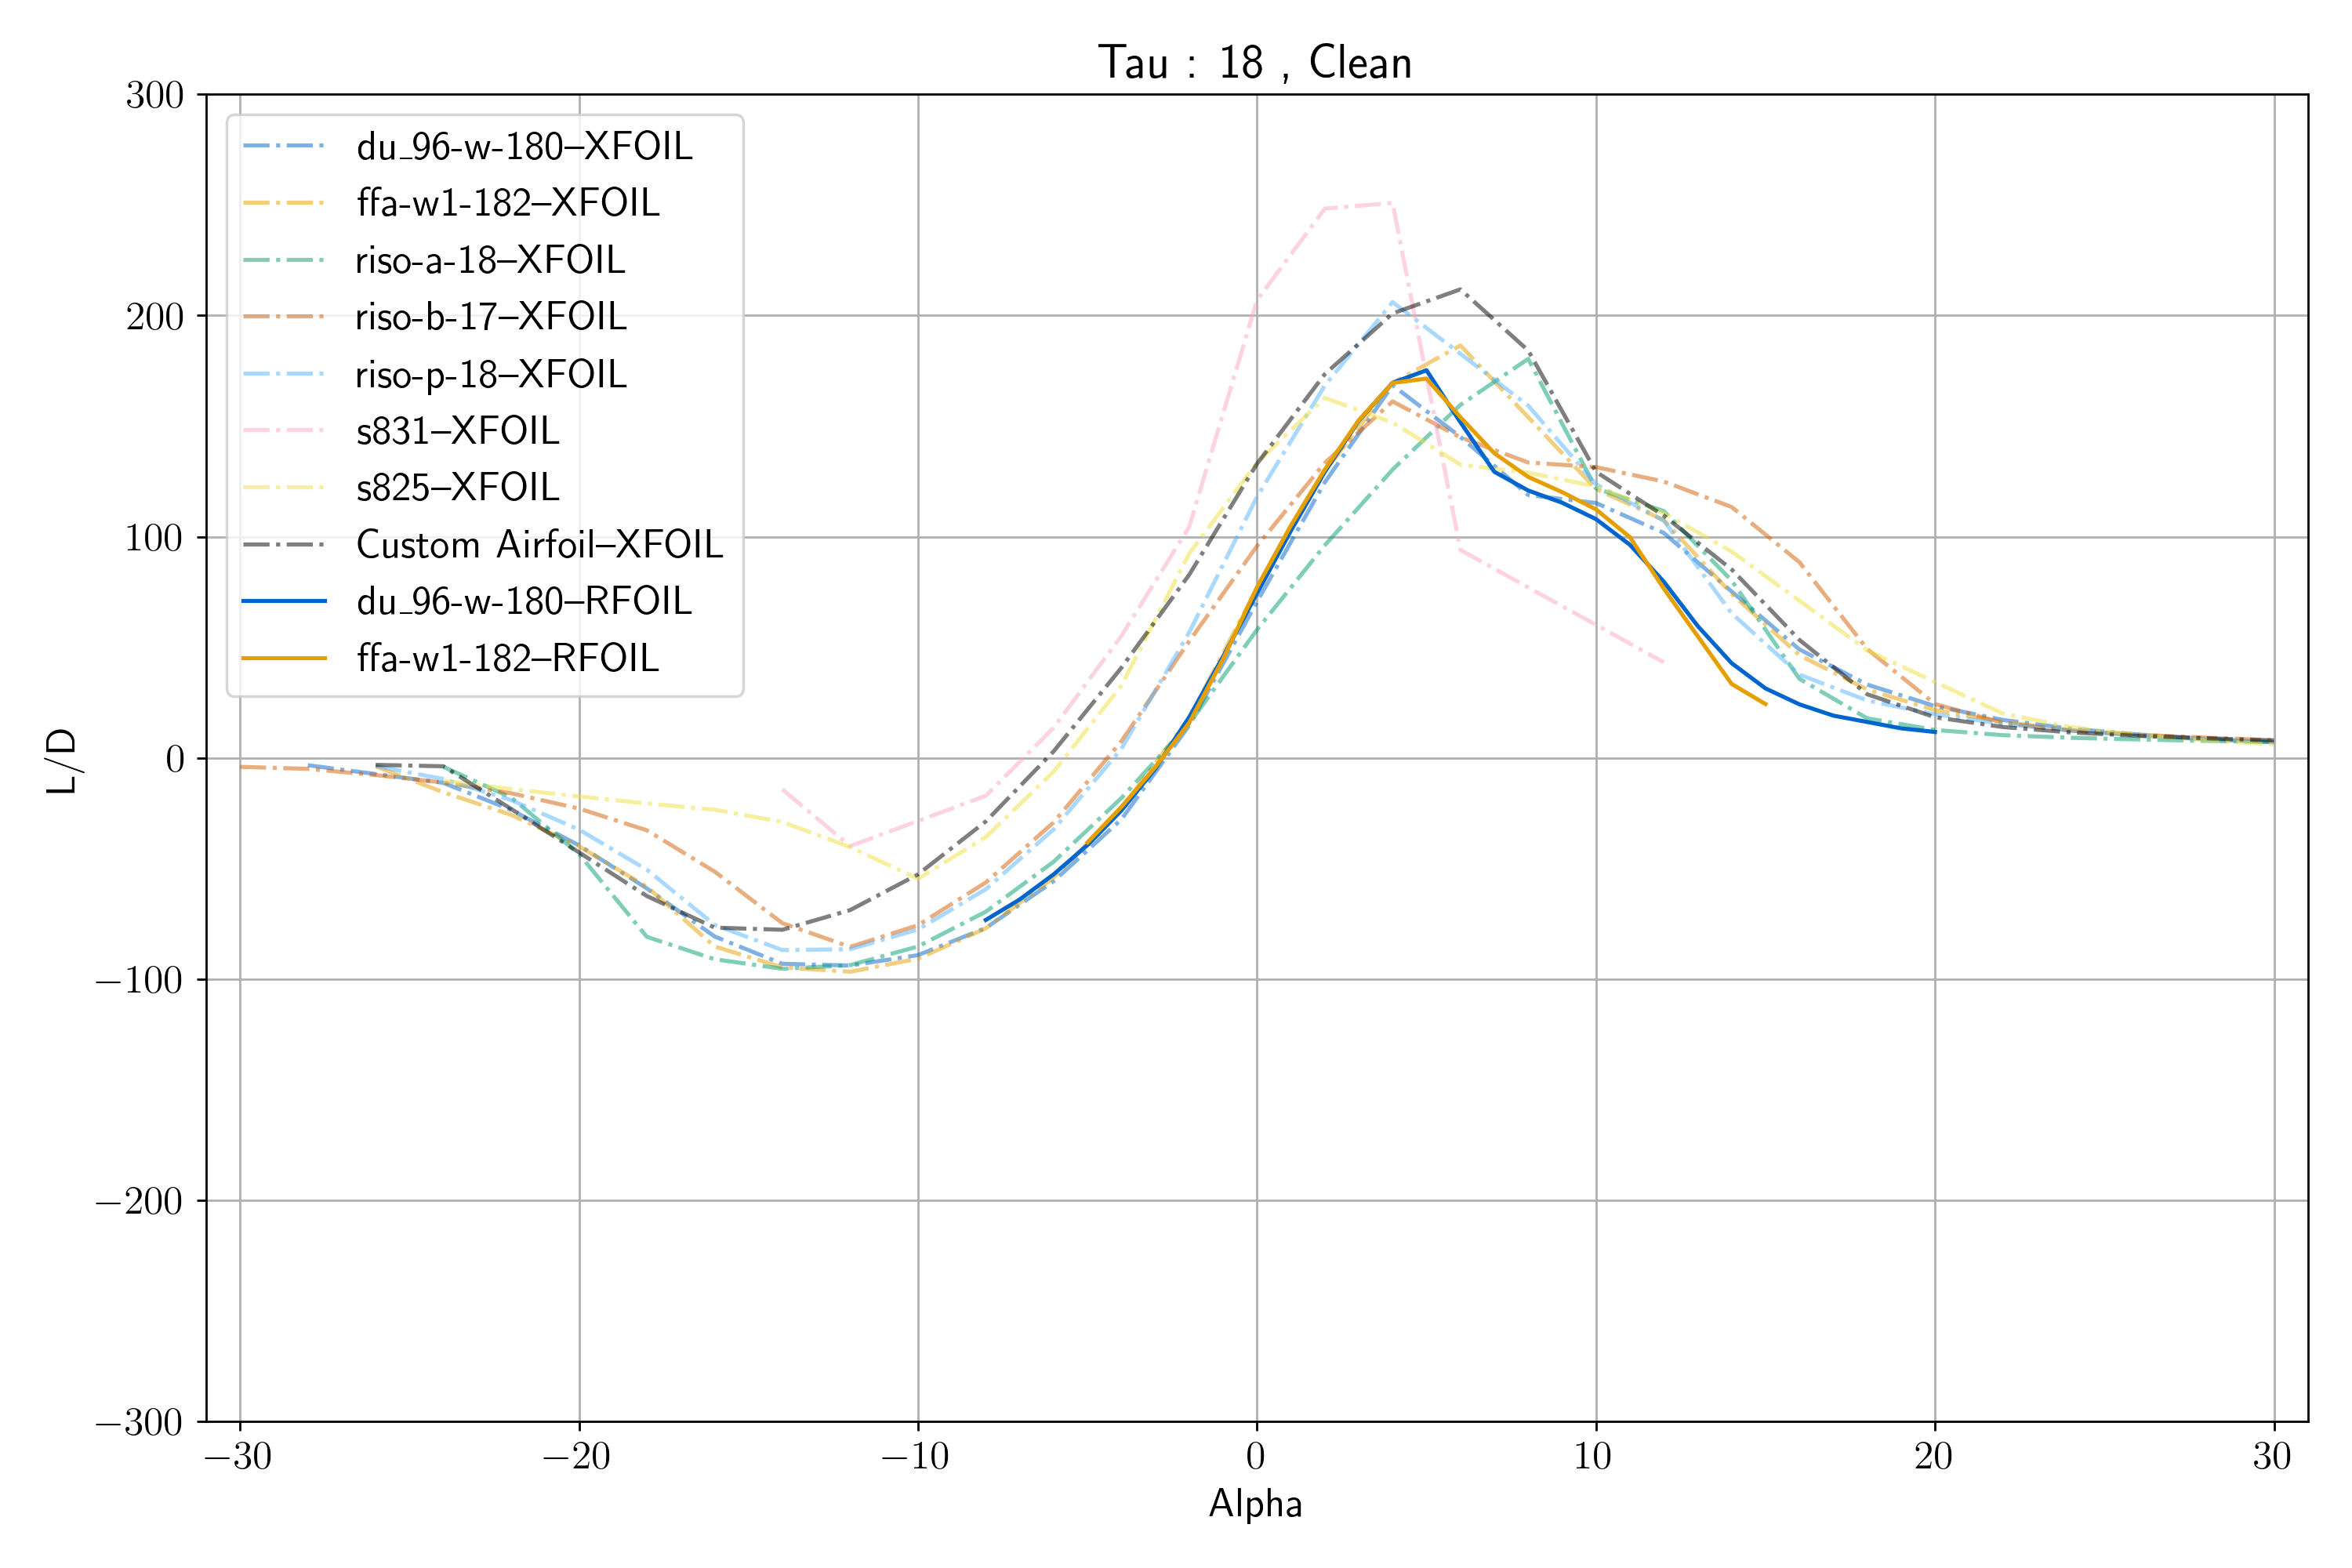 Tau : 18 , Clean
300
200
100
0
−100
−200
−300
L/D
du_96-w-180–XFOIL
ffa-w1-182–XFOIL
riso-a-18–XFOIL
riso-b-17–XFOIL
riso-p-18–XFOIL
s831–XFOIL
s825–XFOIL
Custom Airfoil–XFOIL
du_96-w-180–RFOIL
ffa-w1-182–RFOIL
−30 −20 −10 0 10 20 30
Alpha